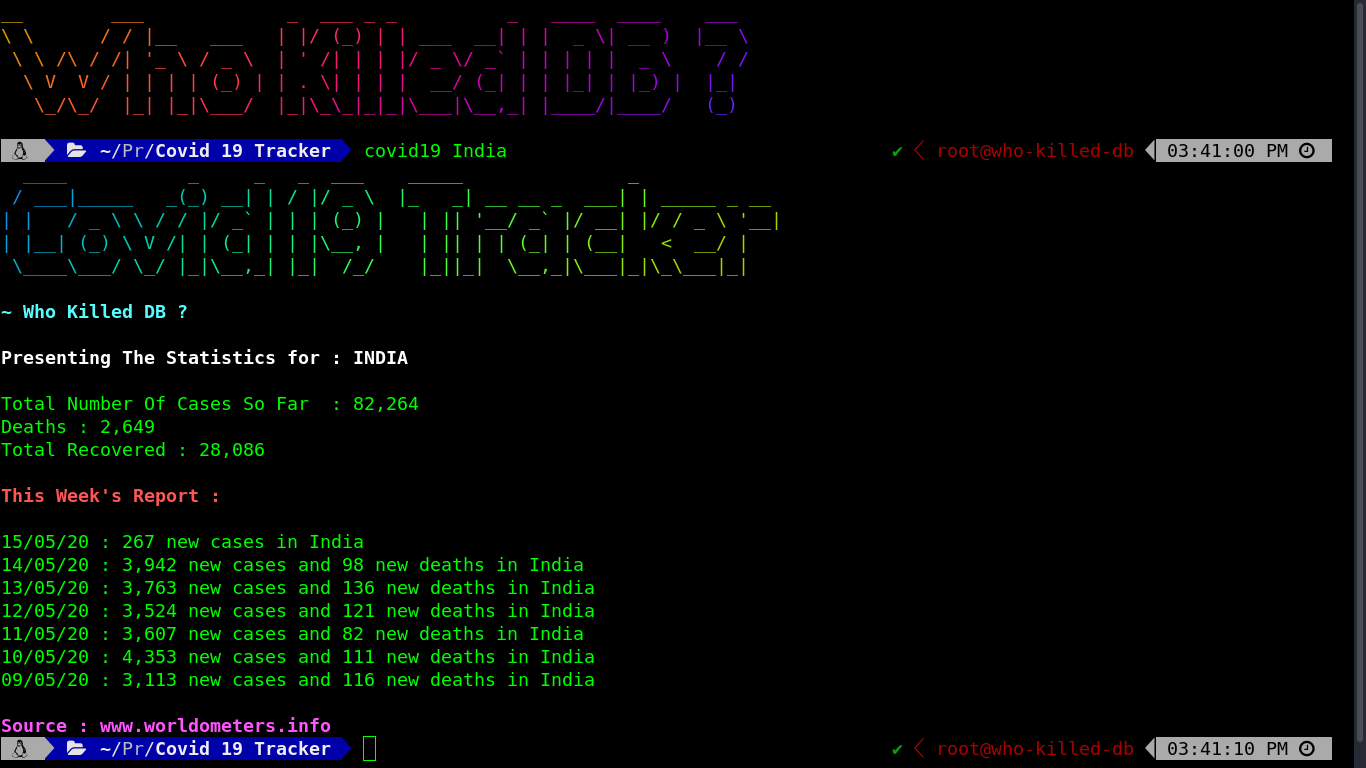 Who Killed DB ?
~/Pr/Covid 19 Tracker covid19 India ✔ root@who-killed-db 03:41:00 PM
Covid 19 Tracker
~ Who Killed DB ?
Presenting The Statistics for : INDIA
Total Number Of Cases So Far  : 82,264
Deaths : 2,649
Total Recovered : 28,086
This Week's Report :
15/05/20 : 267 new cases in India
14/05/20 : 3,942 new cases and 98 new deaths in India
13/05/20 : 3,763 new cases and 136 new deaths in India
12/05/20 : 3,524 new cases and 121 new deaths in India
11/05/20 : 3,607 new cases and 82 new deaths in India
10/05/20 : 4,353 new cases and 111 new deaths in India
09/05/20 : 3,113 new cases and 116 new deaths in India
Source : www.worldometers.info
~/Pr/Covid 19 Tracker ✔ root@who-killed-db 03:41:10 PM